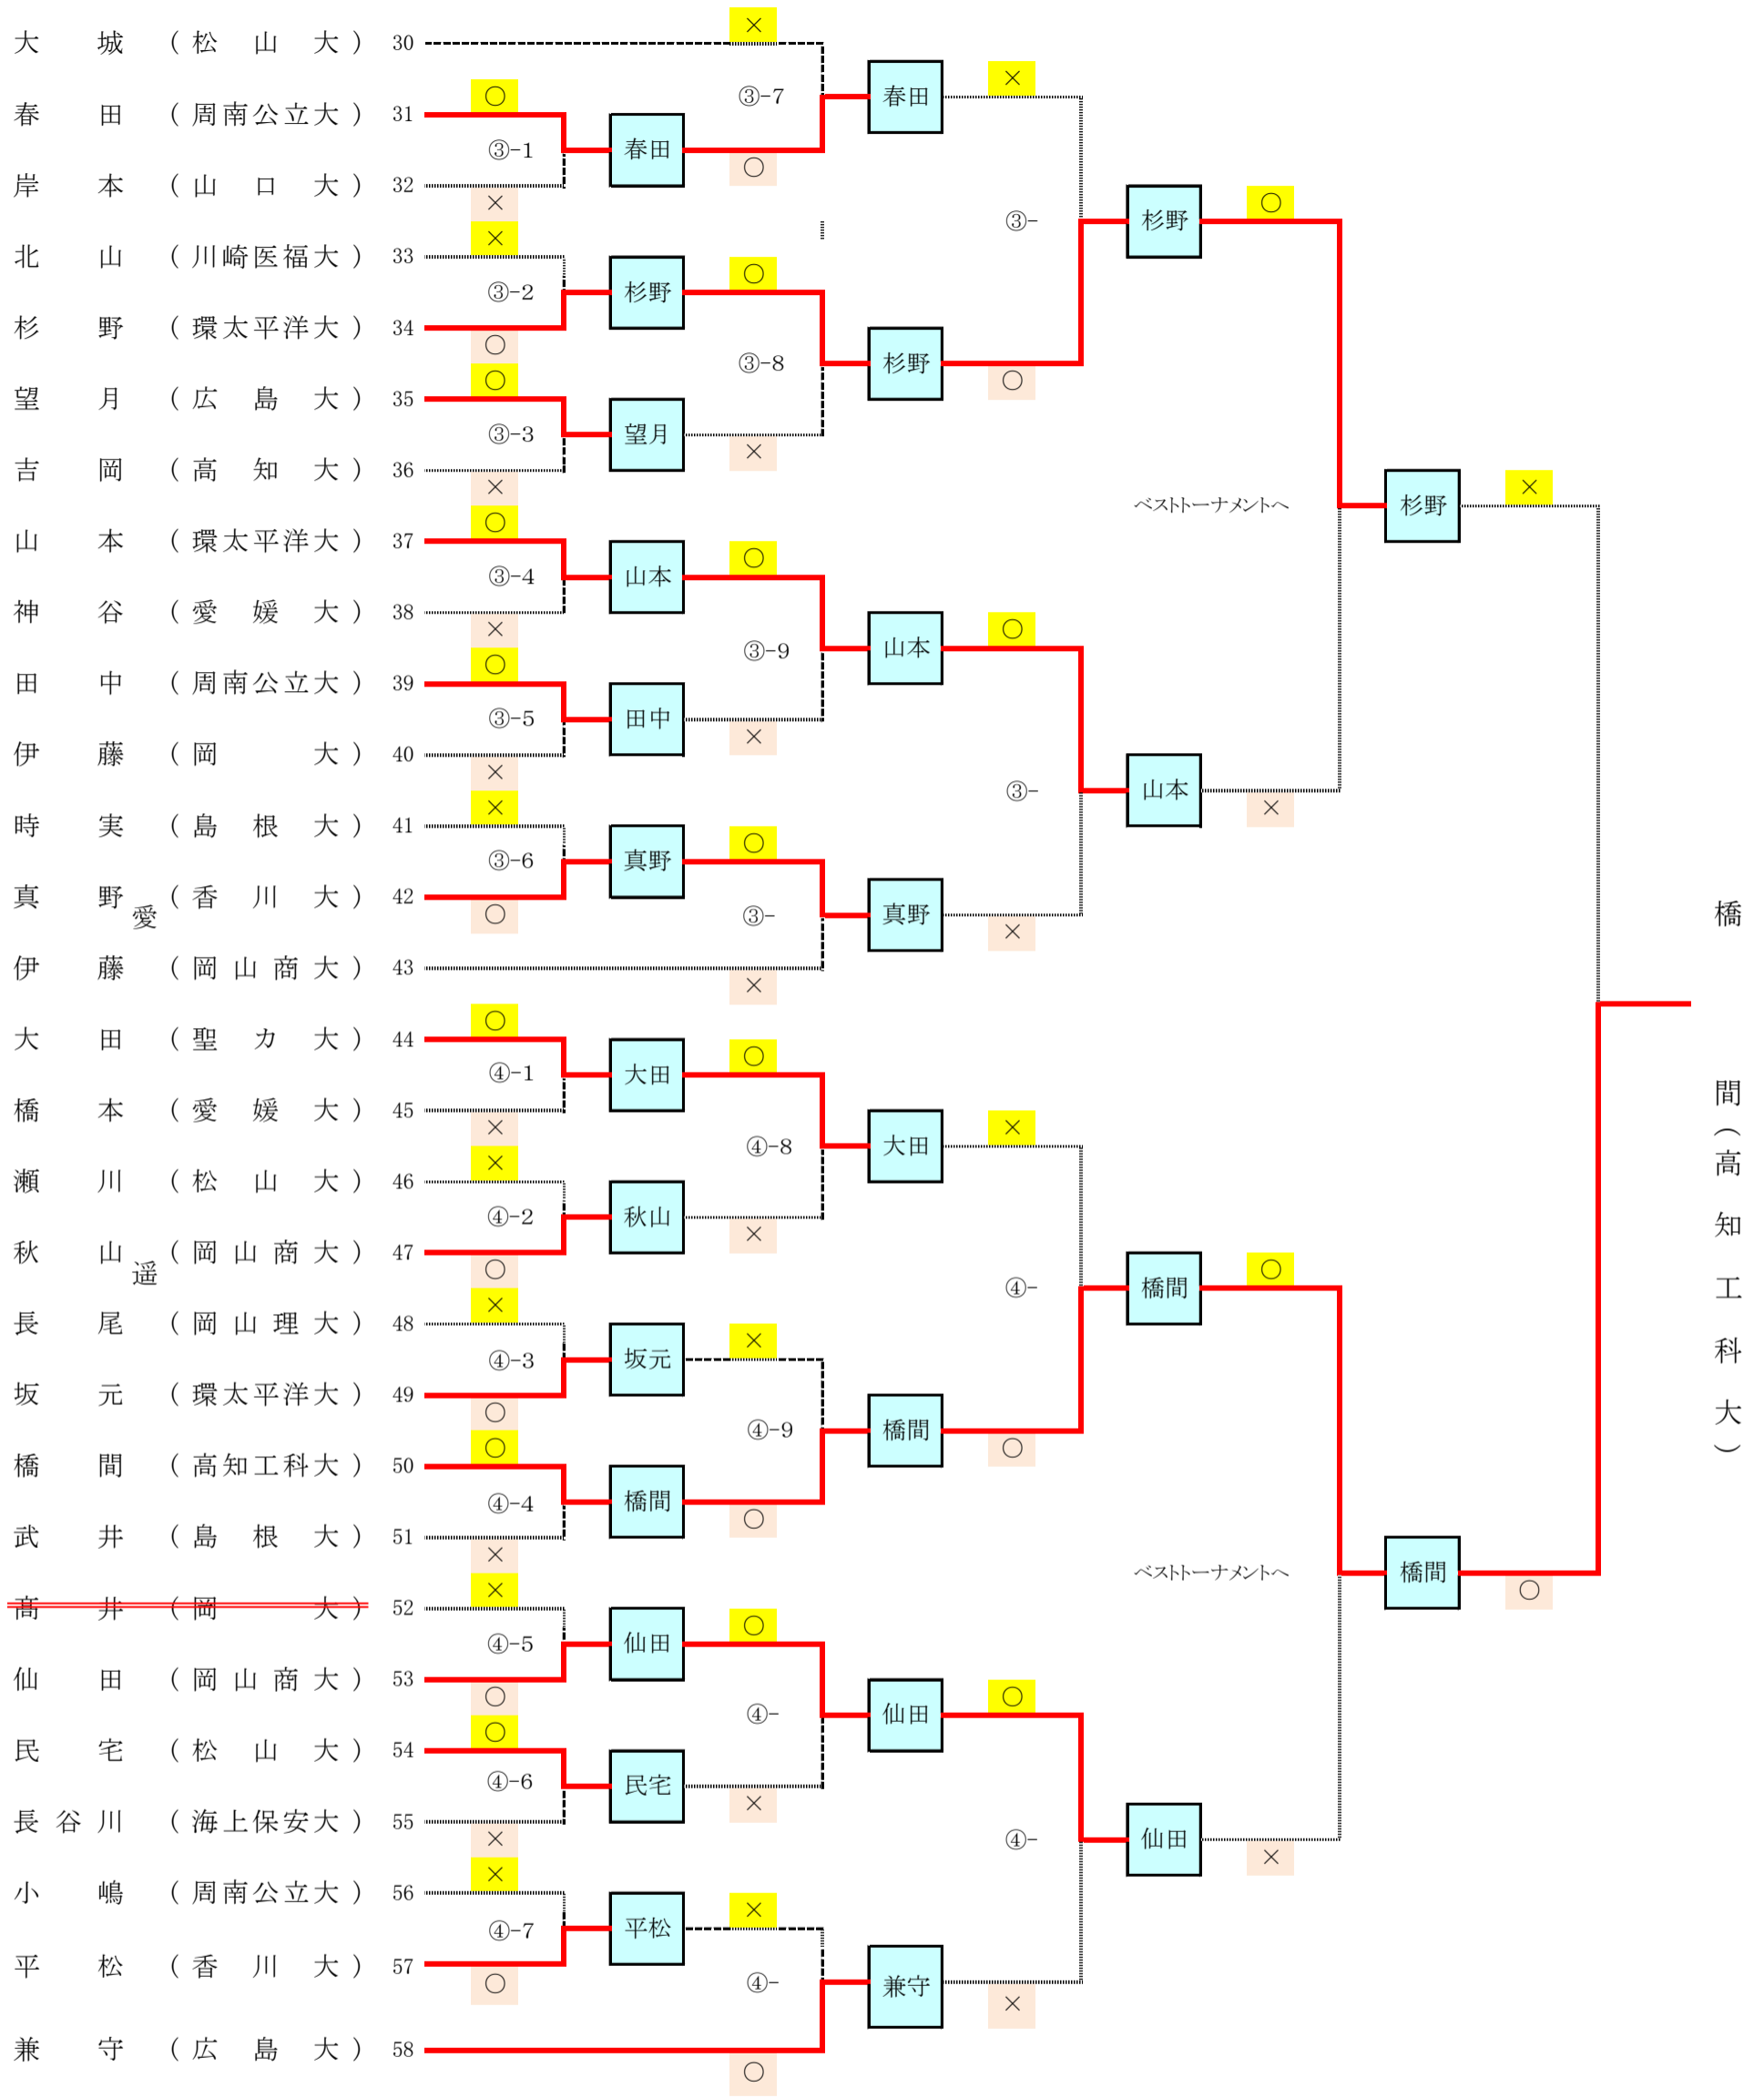 大城（松山大）30
×
春田（周南公立大）31
○
③-1
春田
③-7
○
春田
×
岸本（山口大）32
×
北山（川崎医福大）33
×
③-2
杉野
○
③-
杉野
○
杉野（環太平洋大）34
○
③-8
杉野
○
望月（広島大）35
○
③-3
望月
×
吉岡（高知大）36
×
ベストトーナメントへ
杉野
×
山本（環太平洋大）37
○
③-4
山本
○
神谷（愛媛大）38
×
③-9
山本
○
田中（周南公立大）39
○
③-5
田中
×
伊藤（岡大）40
×
③-
山本
×
時実（島根大）41
×
③-6
真野
○
真野愛（香川大）42
○
③-
真野
×
伊藤（岡山商大）43
×
大田（聖カ大）44
○
④-1
大田
○
橋本（愛媛大）45
×
④-8
大田
×
瀬川（松山大）46
×
④-2
秋山
×
秋山遥（岡山商大）47
○
④-
橋間
○
長尾（岡山理大）48
×
④-3
坂元
×
坂元（環太平洋大）49
○
④-9
橋間
○
橋間（高知工科大）50
○
④-4
橋間
○
武井（島根大）51
×
ベストトーナメントへ
橋間
○
髙井（岡大）52
×
④-5
仙田
○
仙田（岡山商大）53
○
④-
仙田
○
民宅（松山大）54
○
④-6
民宅
×
長谷川（海上保安大）55
×
④-
仙田
×
小嶋（周南公立大）56
×
④-7
平松
×
平松（香川大）57
○
④-
兼守
×
兼守（広島大）58
○
橋間（高知工科大）